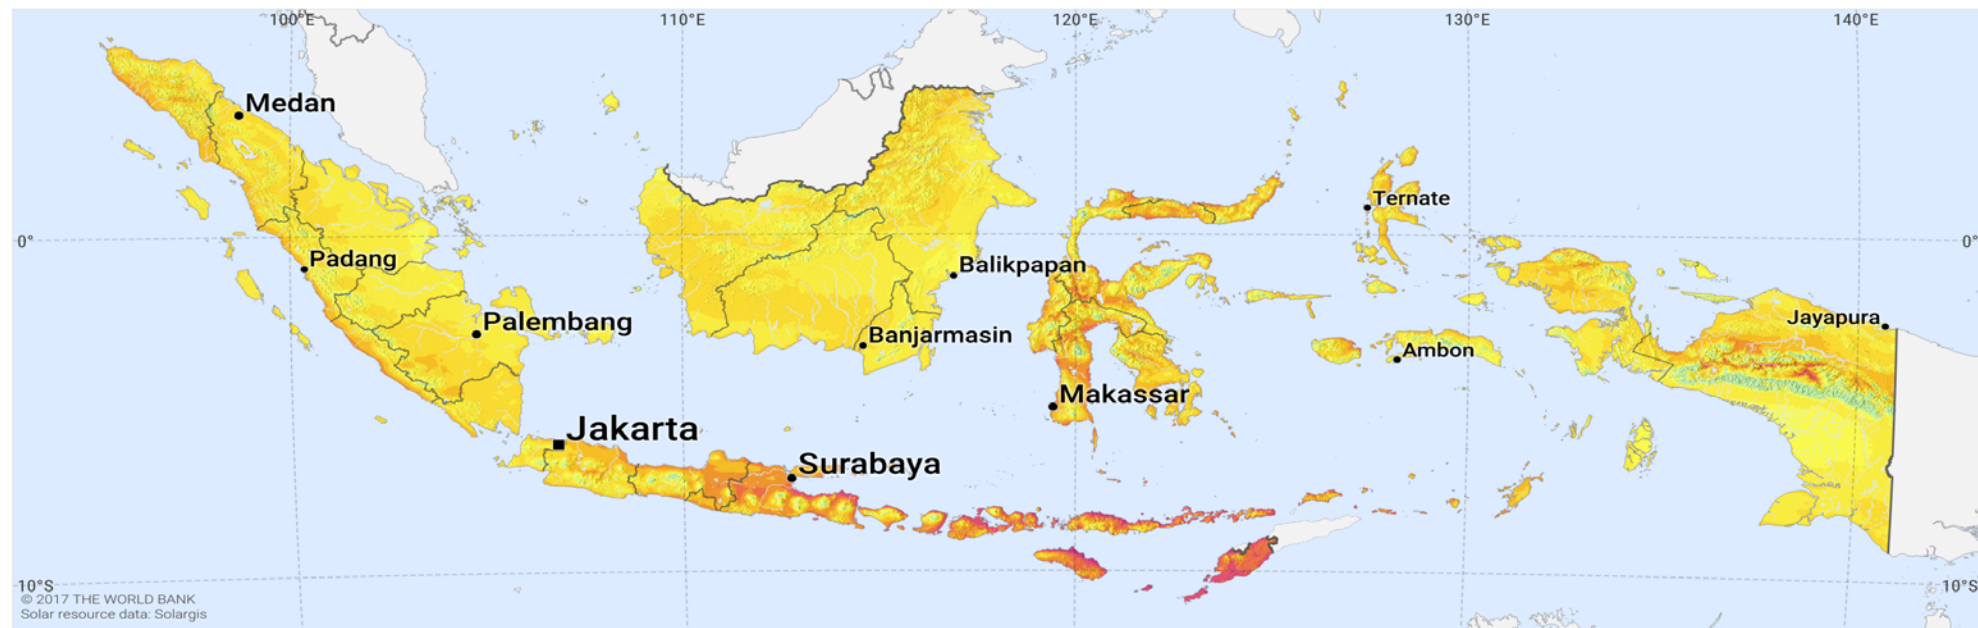 100°E
110°E
120°E
130°E
140°E
Medan
Ternate
0°
0°
Padang
Balikpapan
Palembang
Jayapura
Banjarmasin
Ambon
Makassar
Jakarta
Surabaya
10°S
10°S
© 2017 THE WORLD BANK
Solar resource data: Solargis